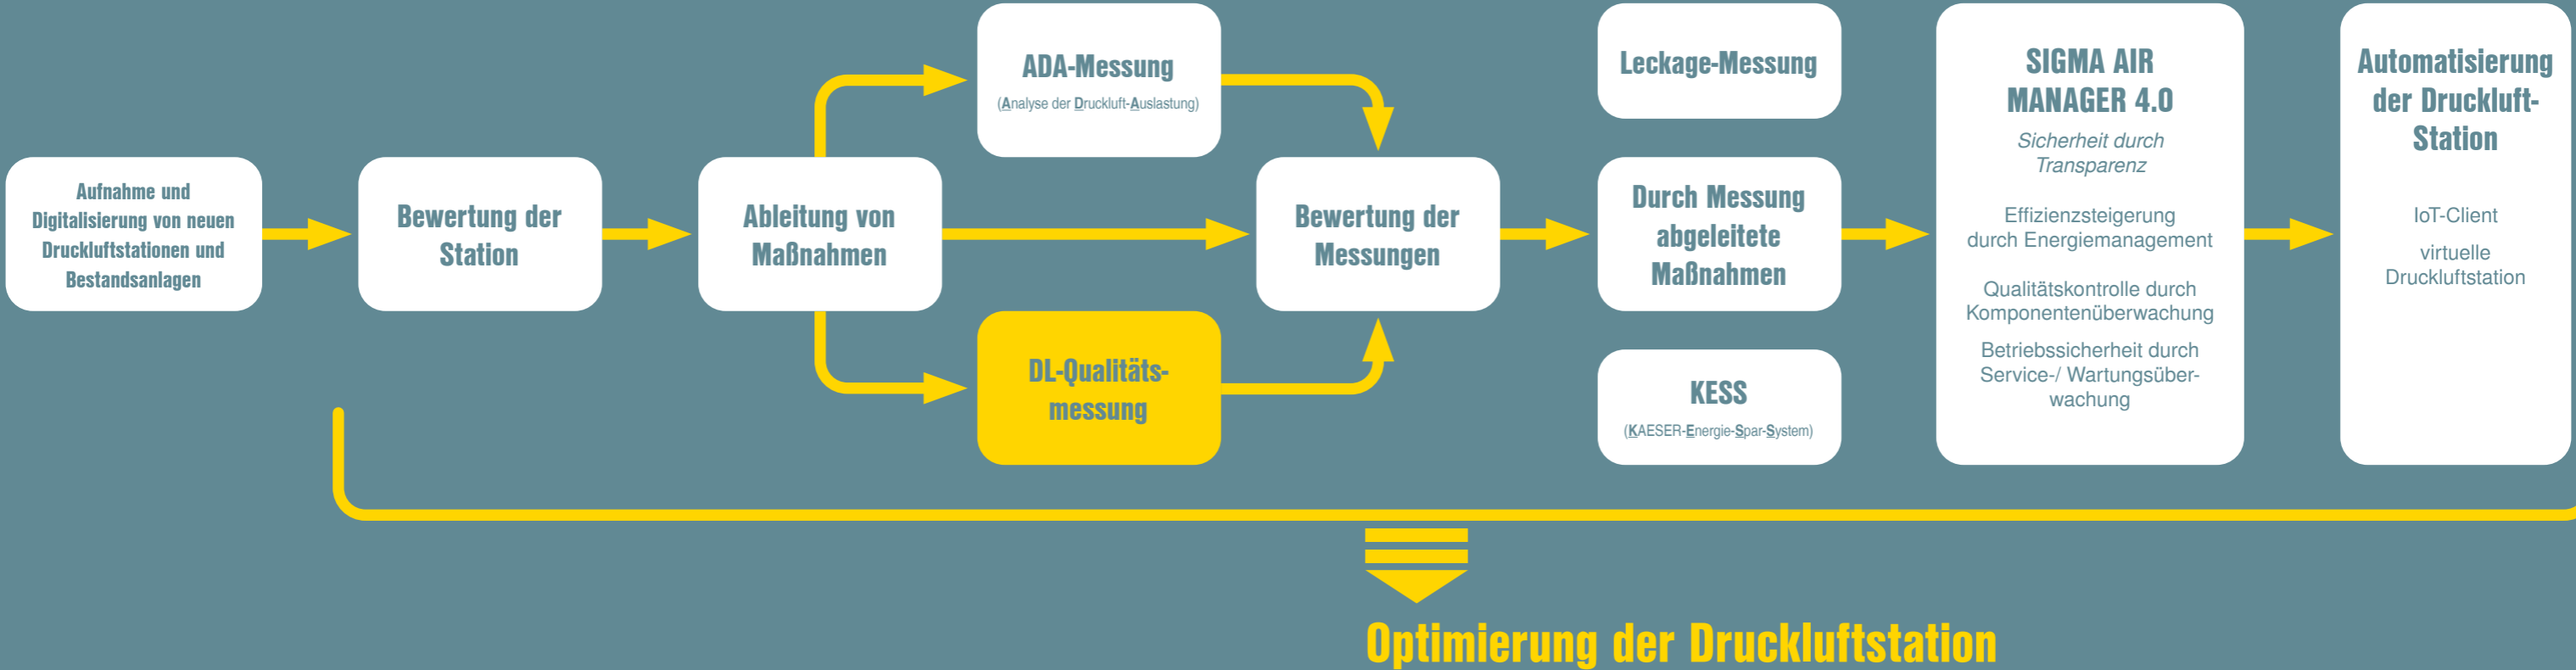 Aufnahme und
Digitalisierung von neuen
Druckluftstationen und
Bestandsanlagen
Bewertung der
Station
Ableitung von
Maßnahmen
ADA-Messung
(Analyse der Druckluft-Auslastung)
DL-Qualitäts-
messung
Bewertung der
Messungen
Leckage-Messung
Durch Messung
abgeleitete
Maßnahmen
KESS
(KAESER-Energie-Spar-System)
SIGMA AIR
MANAGER 4.0
Sicherheit durch
Transparenz
Effizienzsteigerung
durch Energiemanagement
Qualitätskontrolle durch
Komponentenüberwachung
Betriebssicherheit durch
Service-/ Wartungsüber-
wachung
Automatisierung
der Druckluft-
Station
IoT-Client
virtuelle
Druckluftstation
Optimierung der Druckluftstation